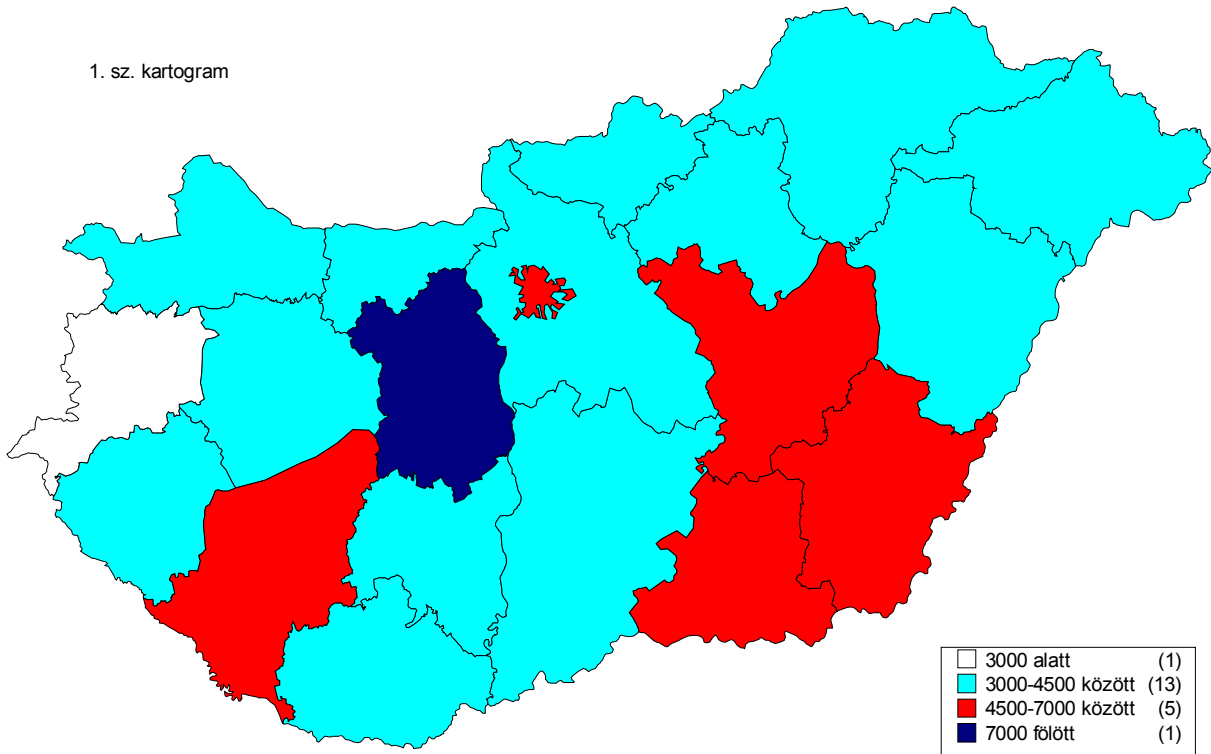 1. sz. kartogram
3000 alatt (1)
3000-4500 között (13)
4500-7000 között (5)
7000 fölött (1)